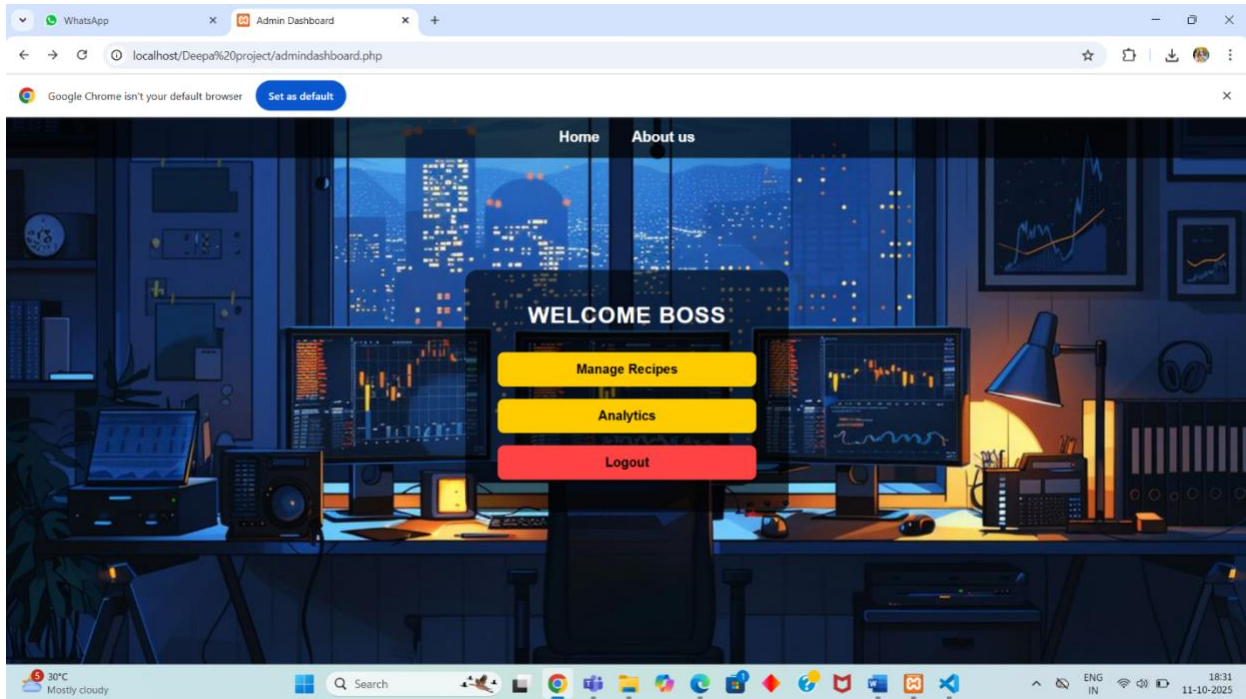 WhatsApp
Admin Dashboard
localhost/Deepa%20project/admindashboard.php
Google Chrome isn't your default browser
Set as default
Home About us
WELCOME BOSS
Manage Recipes
Analytics
Logout
5
30°C
Mostly cloudy
Search
ENG
IN
18:31
11-10-2025